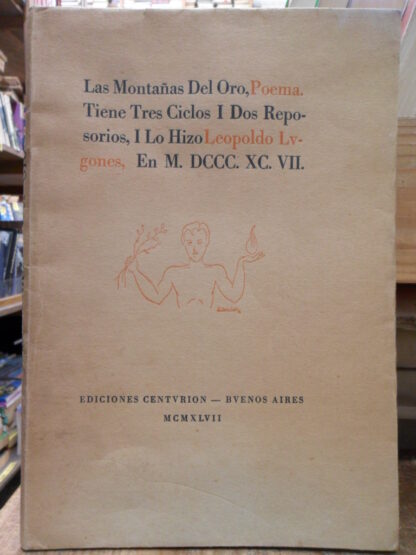 Las Montañas Del Oro, Poema.
Tiene Tres Ciclos I Dos Repo-
sorios, I Lo Hizo Leopoldo Lv-
gones, En M. DCCC. XC. VII.
EDICIONES CENTVRION — BVENOS AIRES
MCMXLVII